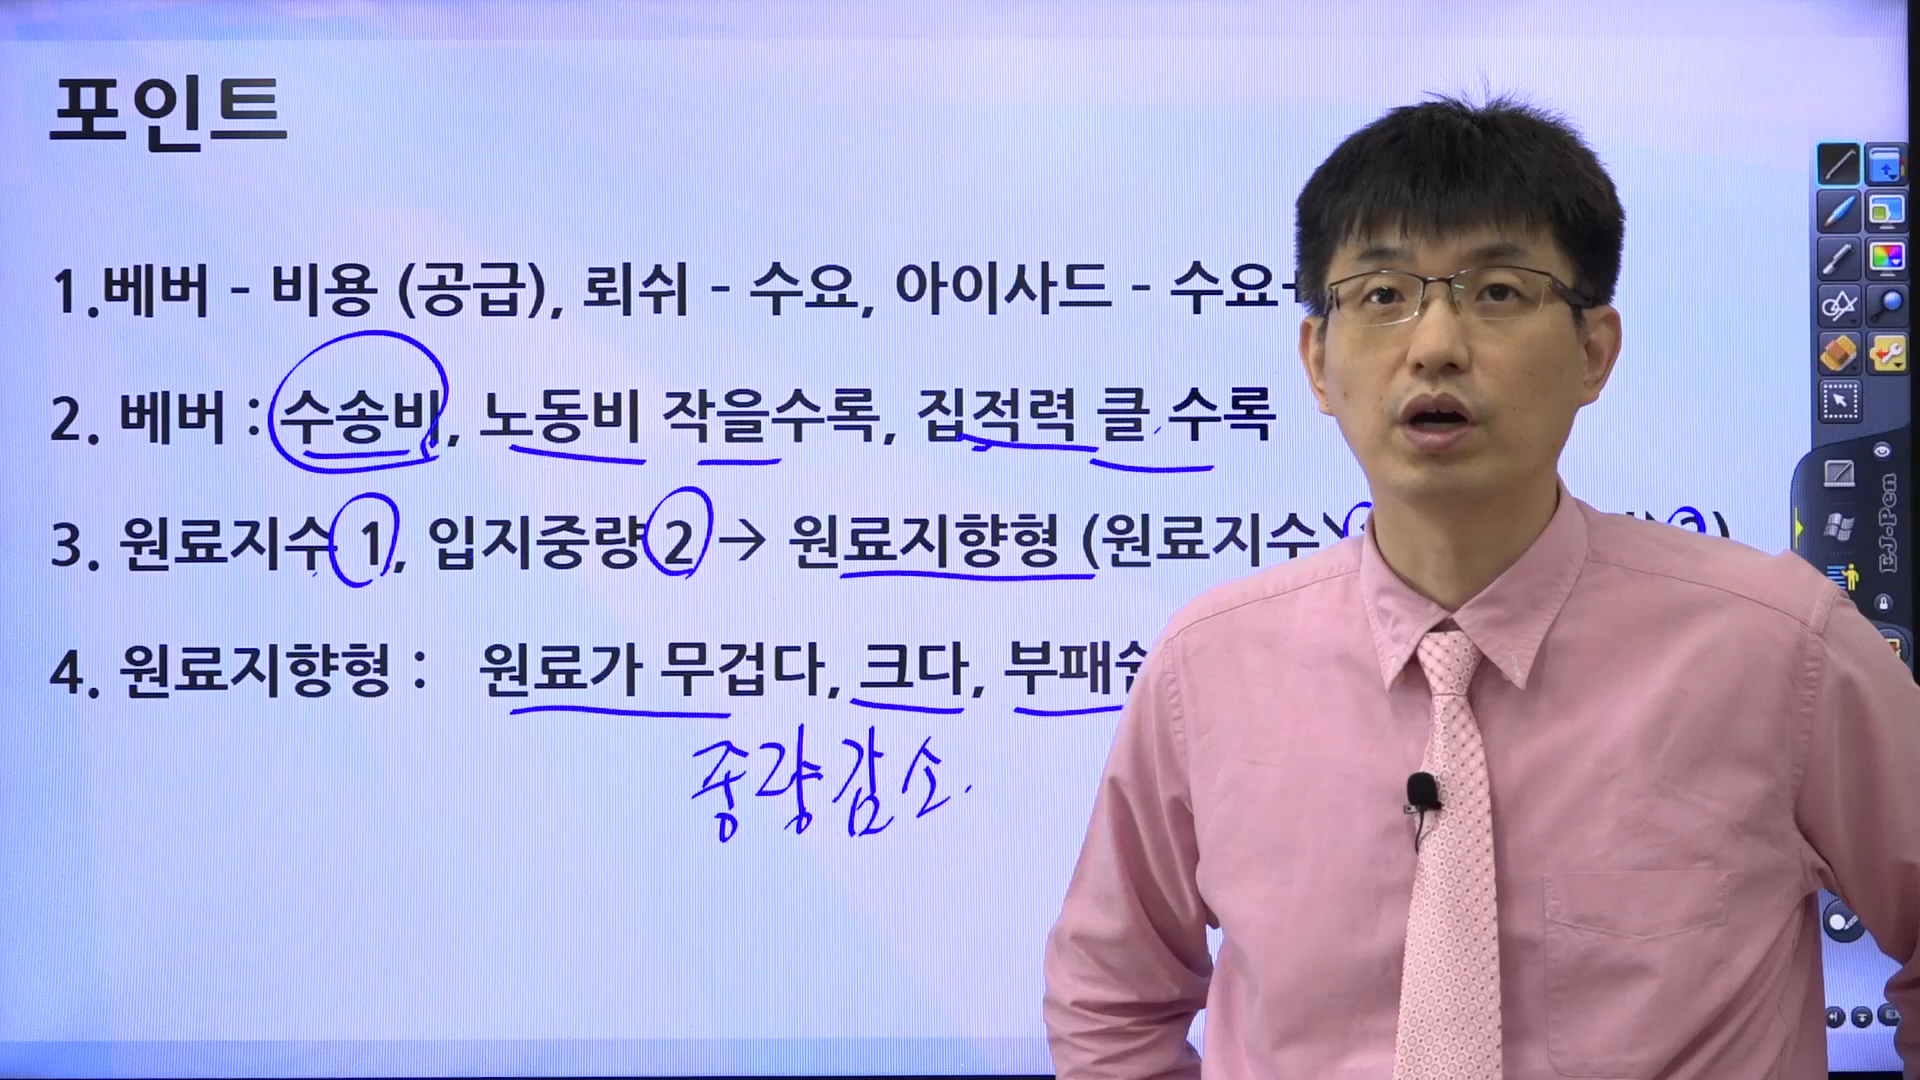 포인트
1.베버 - 비용 (공급), 뢰쉬 - 수요, 아이사드 - 수요+
2. 베버 : 수송비, 노동비 작을수록, 집적력 클 수록
3. 원료지수 1, 입지중량 2 → 원료지향형 (원료지수> 2)
4. 원료지향형 : 원료가 무겁다, 크다, 부패
중량감소.
EJ-Pen